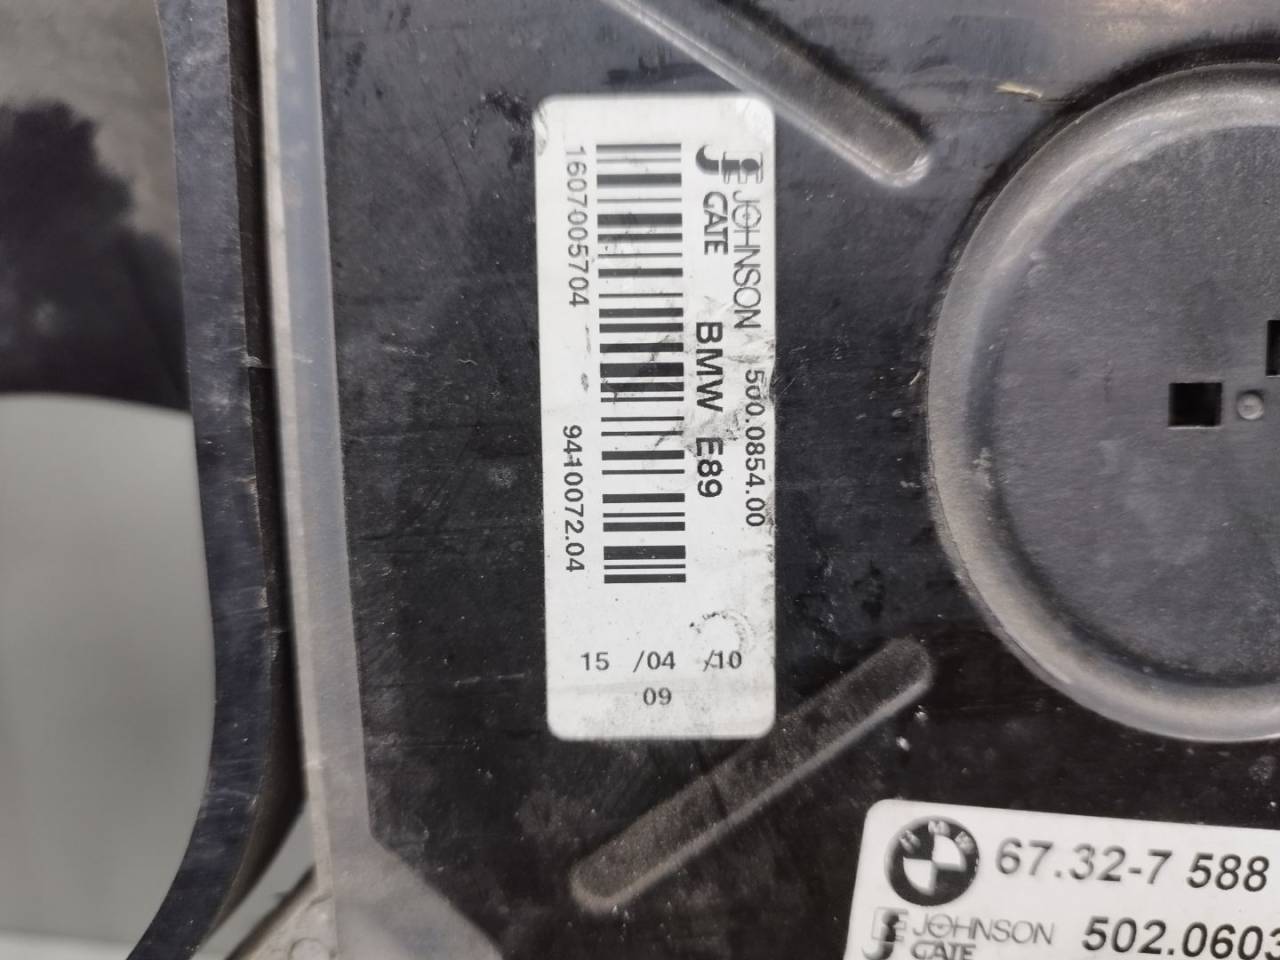 JOHNSON 500.0854.00
GATE BMW E89
1607005704 9410072.04
15 /04 /10
09
BMW
67.32-7 588
JOHNSON 502.0603
GATE